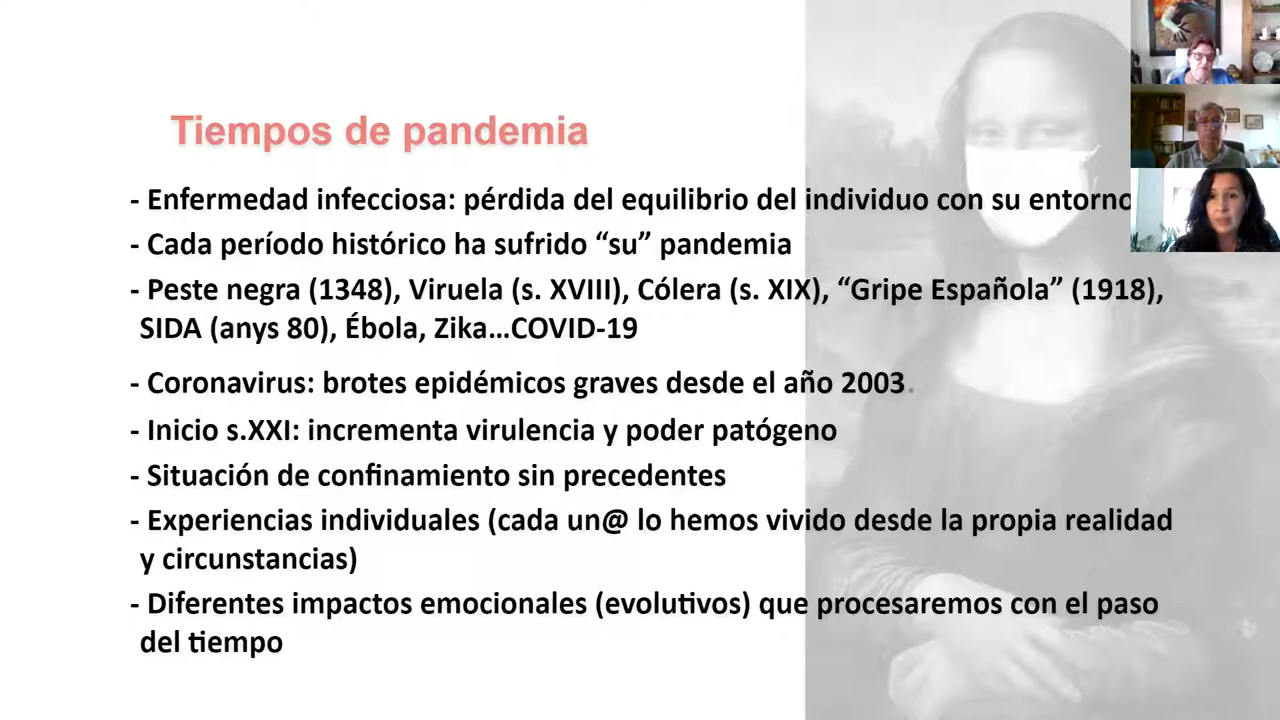 Tiempos de pandemia
- Enfermedad infecciosa: pérdida del equilibrio del individuo con su entorno
- Cada período histórico ha sufrido “su” pandemia
- Peste negra (1348), Viruela (s. XVIII), Cólera (s. XIX), “Gripe Española” (1918),
SIDA (anys 80), Ébola, Zika...COVID-19
- Coronavirus: brotes epidémicos graves desde el año 2003.
- Inicio s.XXI: incrementa virulencia y poder patógeno
- Situación de confinamiento sin precedentes
- Experiencias individuales (cada un@ lo hemos vivido desde la propia realidad
y circunstancias)
- Diferentes impactos emocionales (evolutivos) que procesaremos con el paso
del tiempo